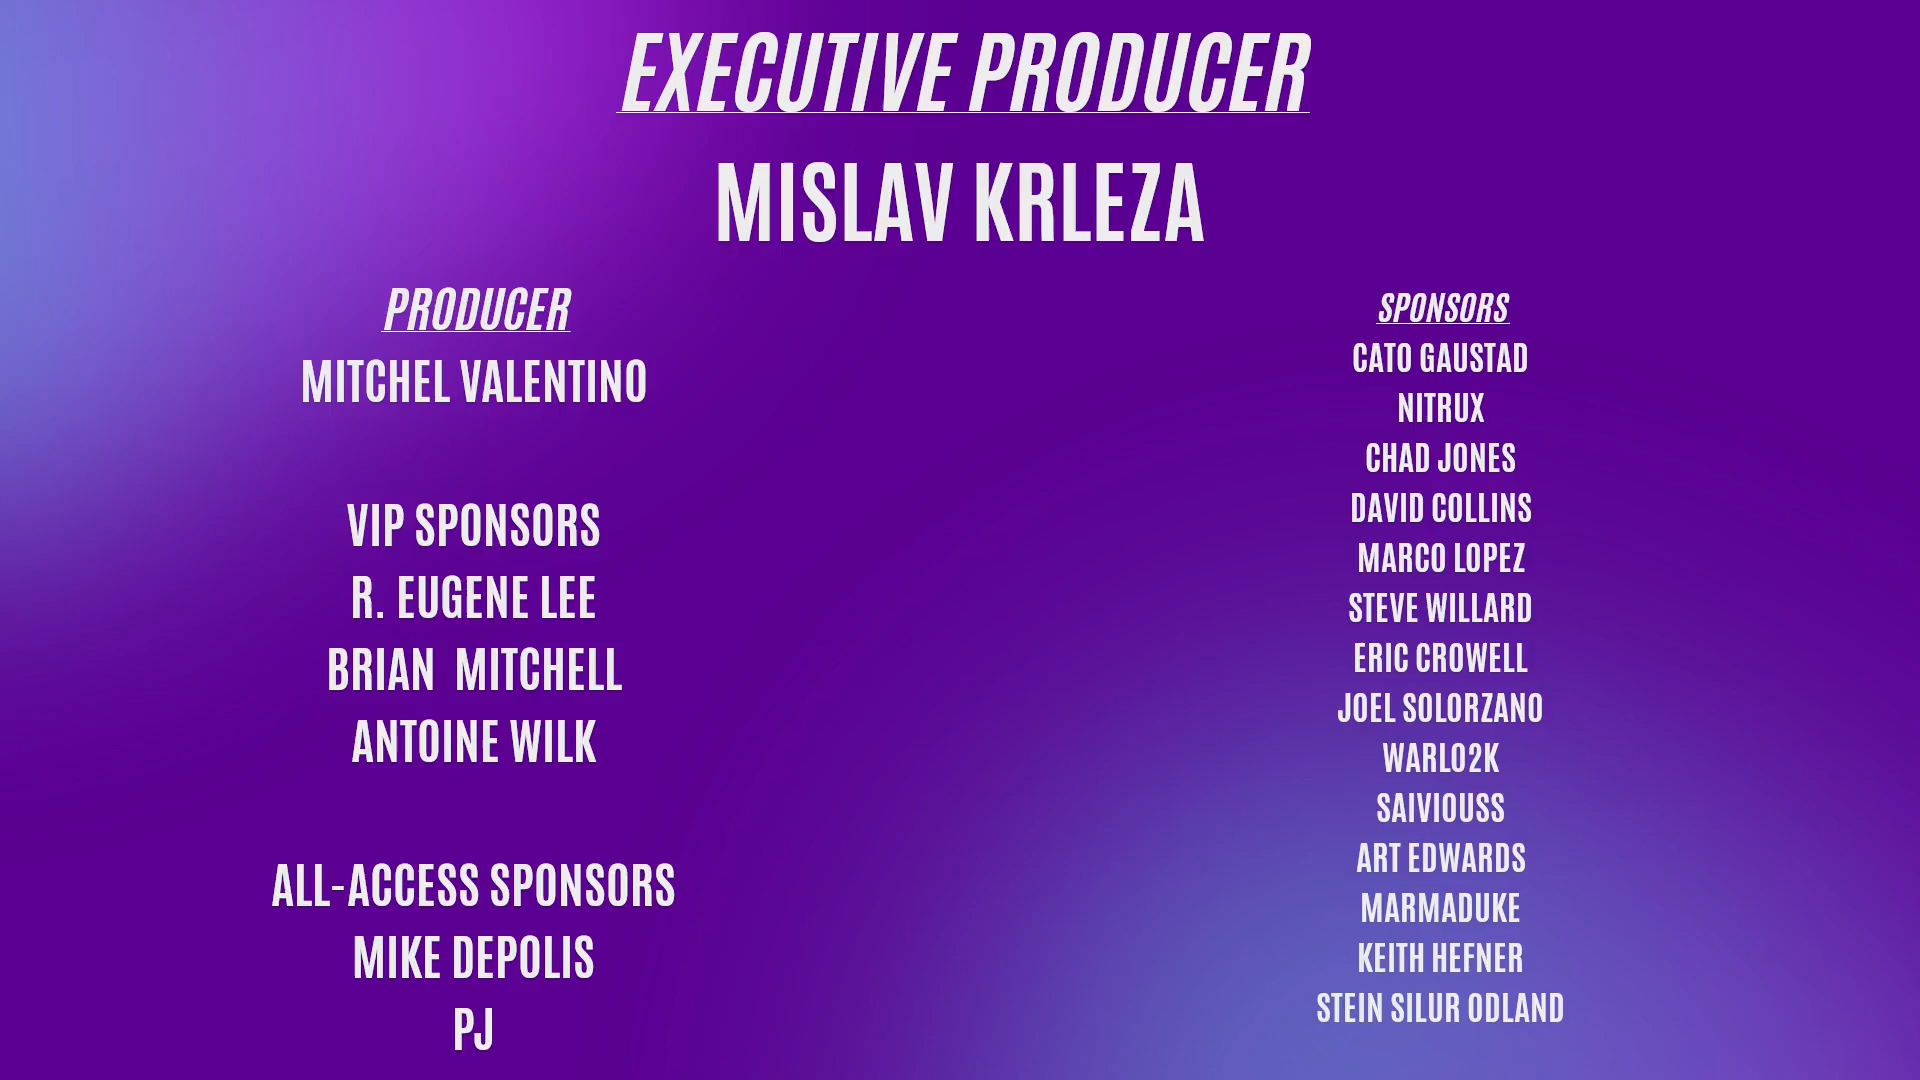 EXECUTIVE PRODUCER
MISLAV KRLEZA
PRODUCER
MITCHEL VALENTINO
VIP SPONSORS
R. EUGENE LEE
BRIAN  MITCHELL
ANTOINE WILK
ALL-ACCESS SPONSORS
MIKE DEPOLIS
PJ
SPONSORS
CATO GAUSTAD
NITRUX
CHAD JONES
DAVID COLLINS
MARCO LOPEZ
STEVE WILLARD
ERIC CROWELL
JOEL SOLORZANO
WARLO2K
SAIVIOUSS
ART EDWARDS
MARMADUKE
KEITH HEFNER
STEIN SILUR ODLAND